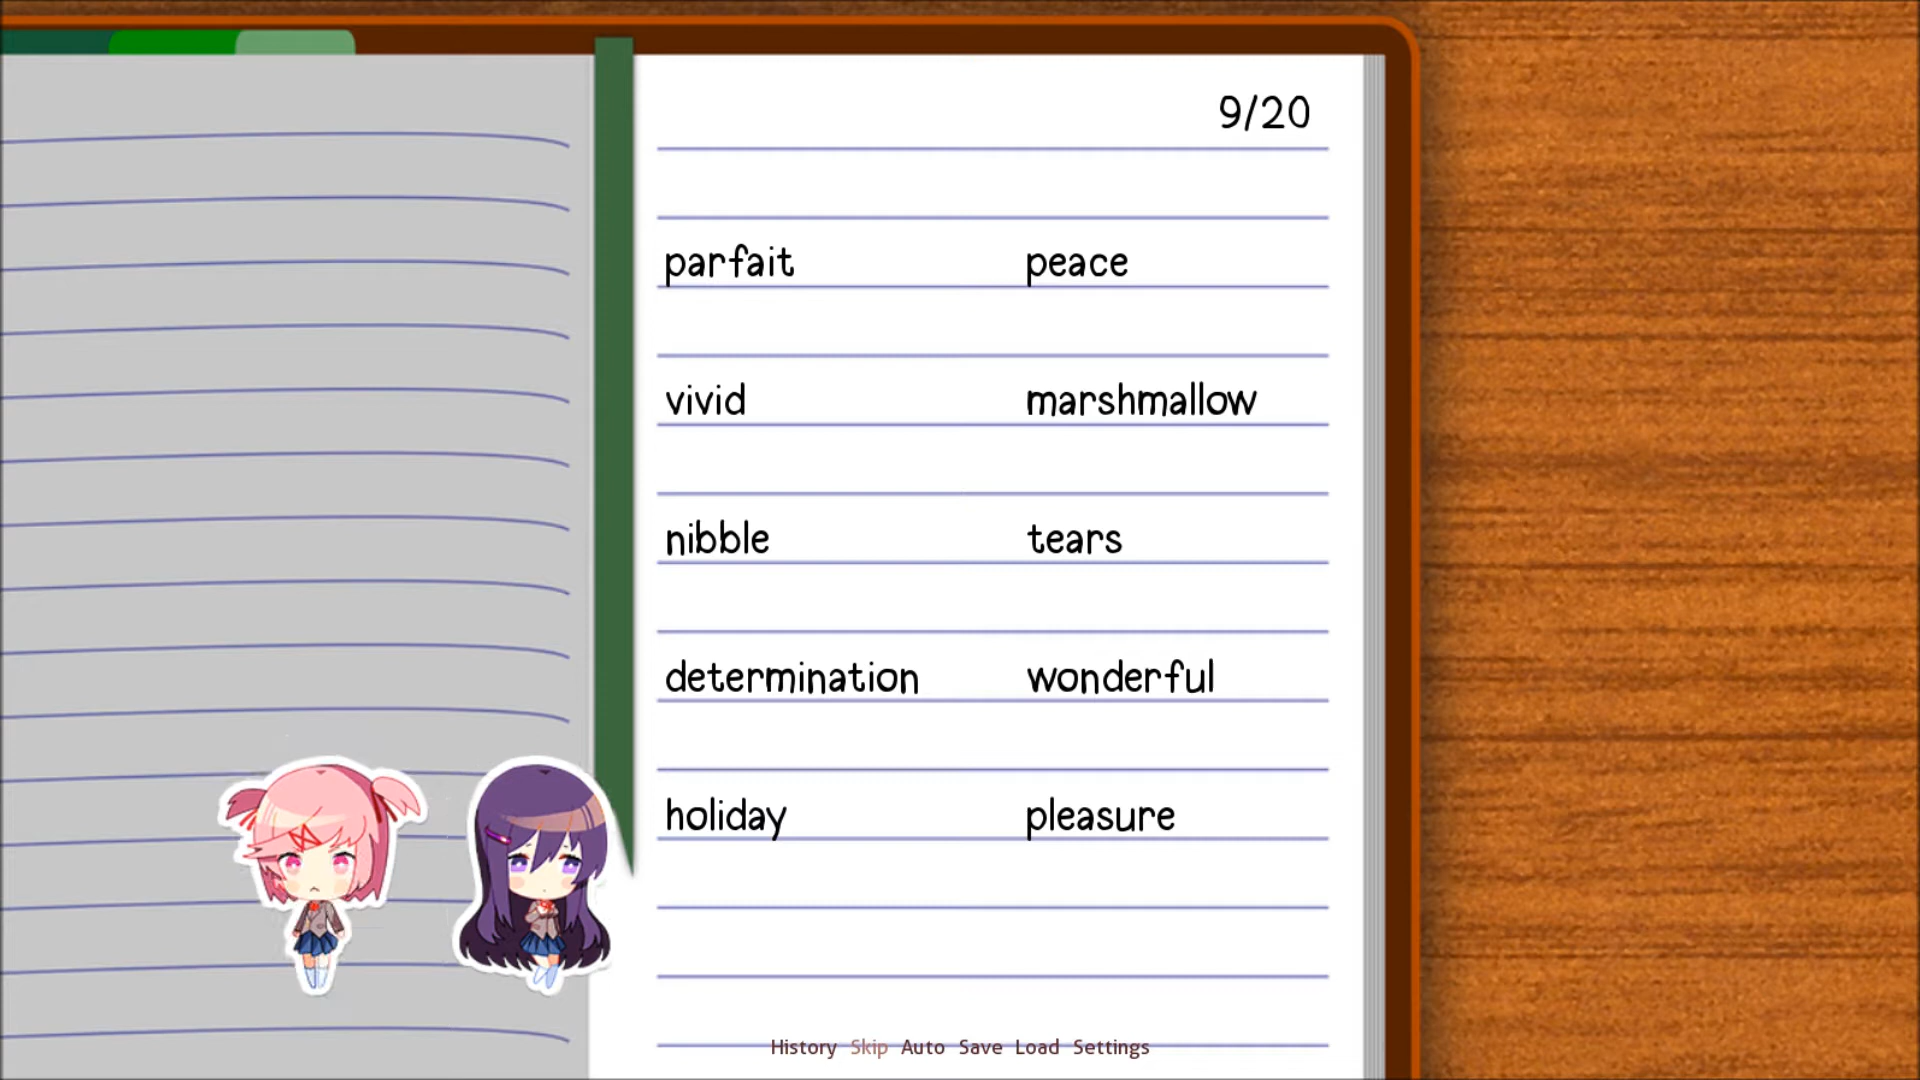 9/20
parfait peace
vivid marshmallow
nibble tears
determination wonderful
holiday pleasure
History Skip Auto Save Load Settings